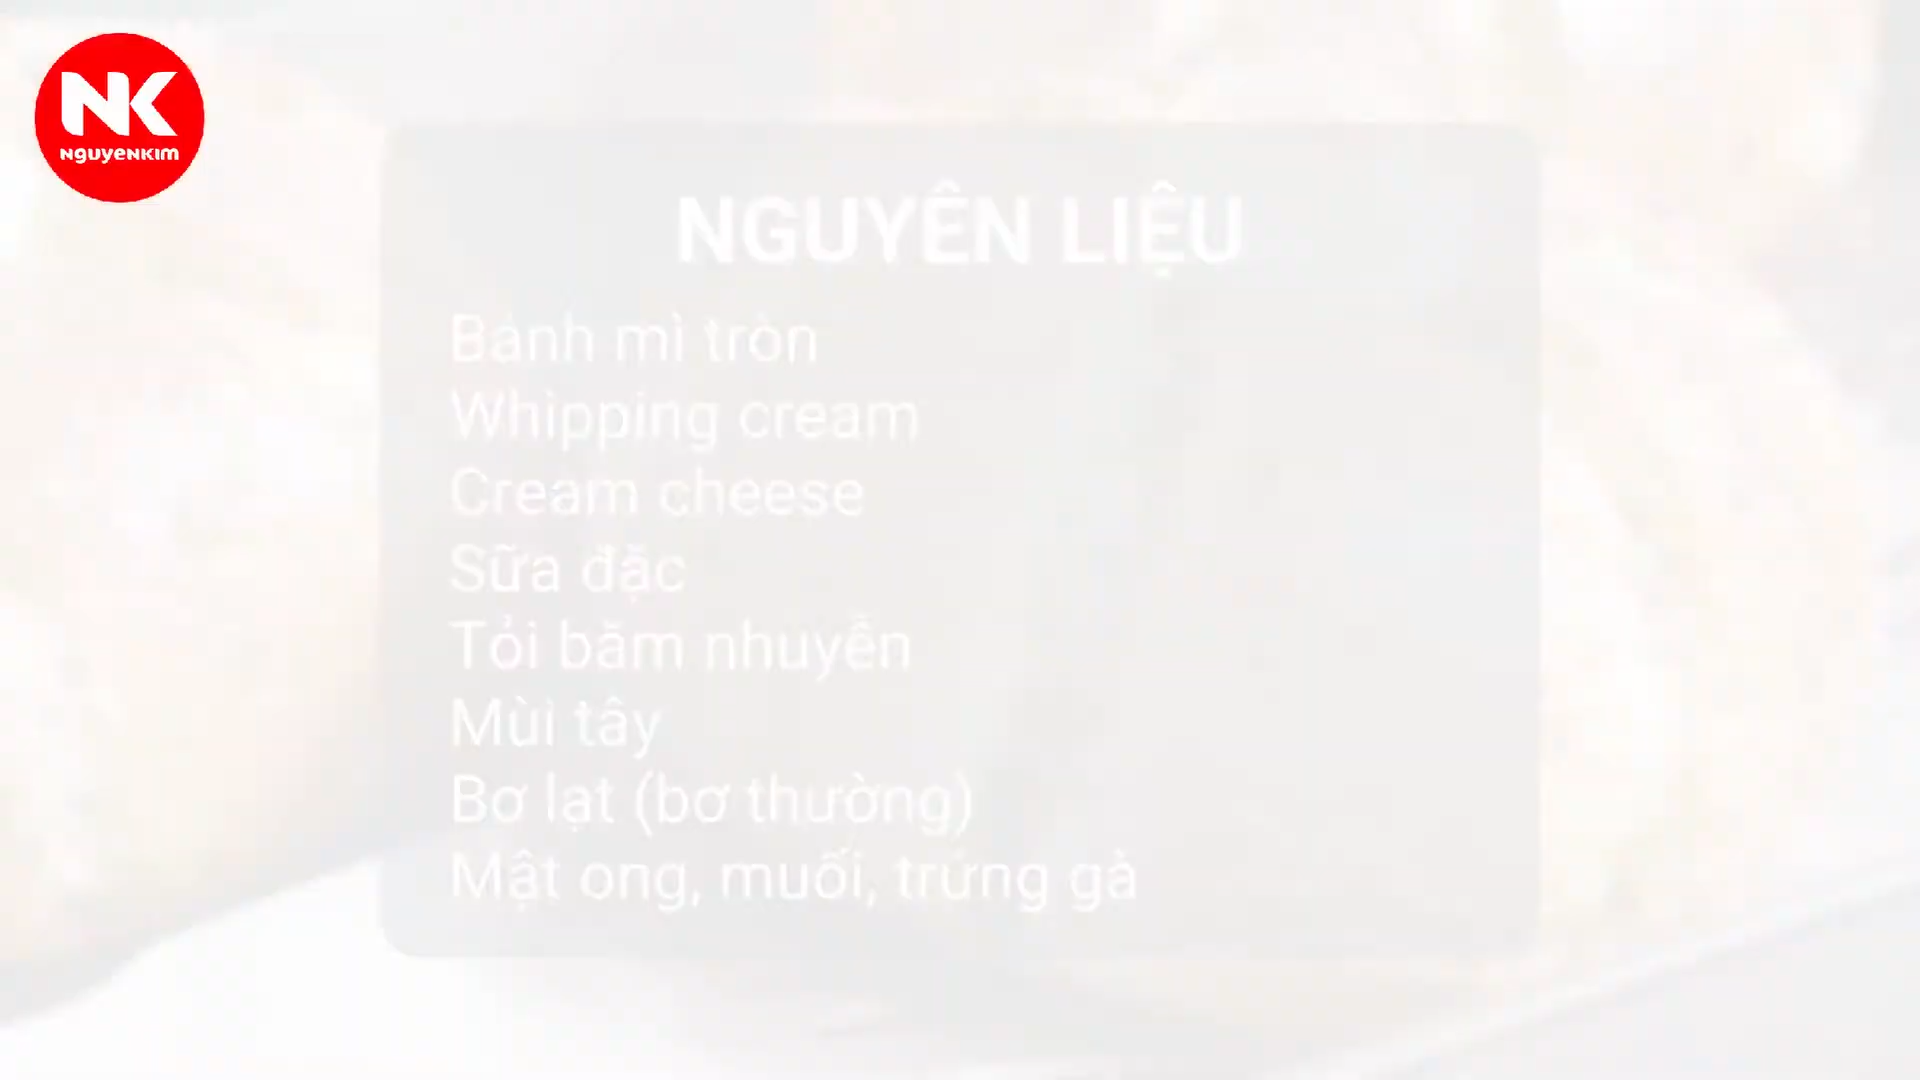 NK
NGUYENKIM
NGUYÊN LIỆU
Bánh mì tròn
Whipping cream
Cream cheese
Sữa đặc
Tỏi băm nhuyễn
Mùi tây
Bơ lạt (bơ thường)
Mật ong, muối, trứng gà